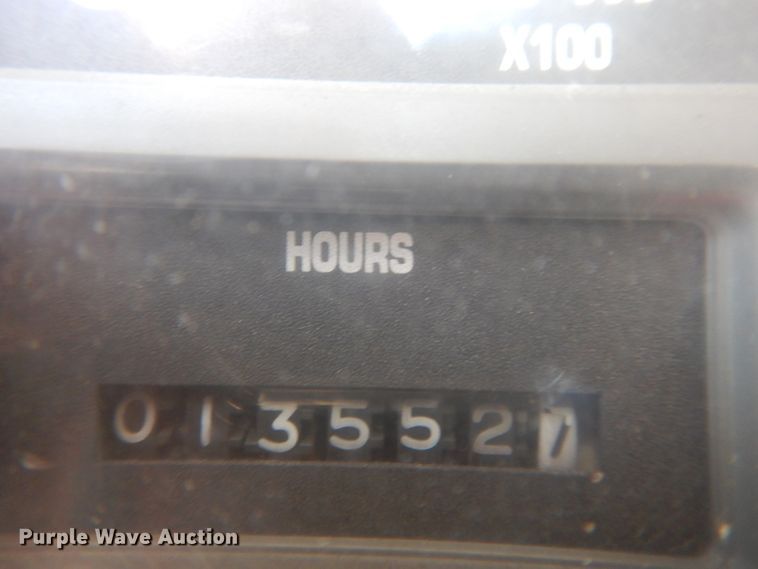 X100
HOURS
0135527
Purple Wave Auction